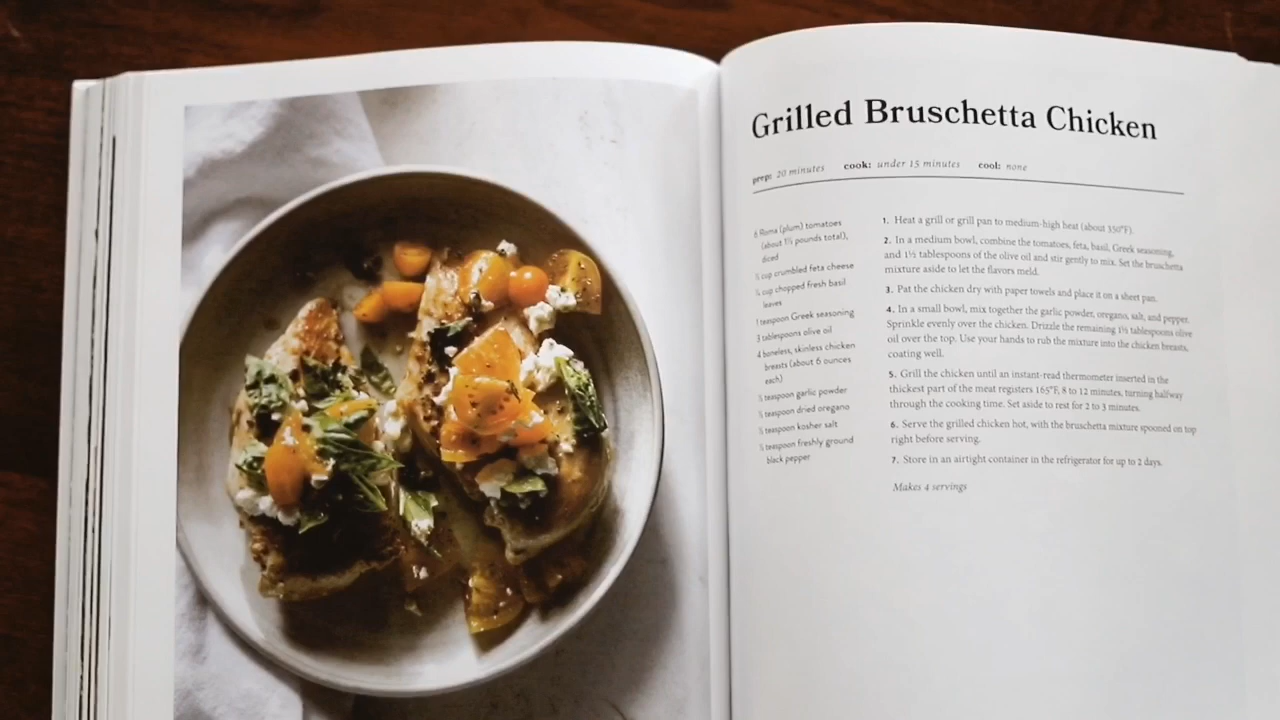 Grilled Bruschetta Chicken
prep: 20 minutes cook: under 15 minutes cool: none
6 Roma (plum) tomatoes
(about 1½ pounds total),
diced
cup crumbled feta cheese
cup chopped fresh basil
leaves
1 teaspoon Greek seasoning
3 tablespoons olive oil
4 boneless, skinless chicken
breasts (about 6 ounces
each)
teaspoon garlic powder
teaspoon dried oregano
teaspoon kosher salt
teaspoon freshly ground
black pepper
1. Heat a grill or grill pan to medium-high heat (about 350°F).
2. In a medium bowl, combine the tomatoes, feta, basil, Greek seasoning,
and 1½ tablespoons of the olive oil and stir gently to mix. Set the bruschetta
mixture aside to let the flavors meld.
3. Pat the chicken dry with paper towels and place it on a sheet pan.
4. In a small bowl, mix together the garlic powder, oregano, salt, and pepper.
Sprinkle evenly over the chicken. Drizzle the remaining 1½ tablespoons olive
oil over the top. Use your hands to rub the mixture into the chicken breasts,
coating well.
5. Grill the chicken until an instant-read thermometer inserted in the
thickest part of the meat registers 165°F, 8 to 12 minutes, turning halfway
through the cooking time. Set aside to rest for 2 to 3 minutes.
6. Serve the grilled chicken hot, with the bruschetta mixture spooned on top
right before serving.
7. Store in an airtight container in the refrigerator for up to 2 days.
Makes 4 servings